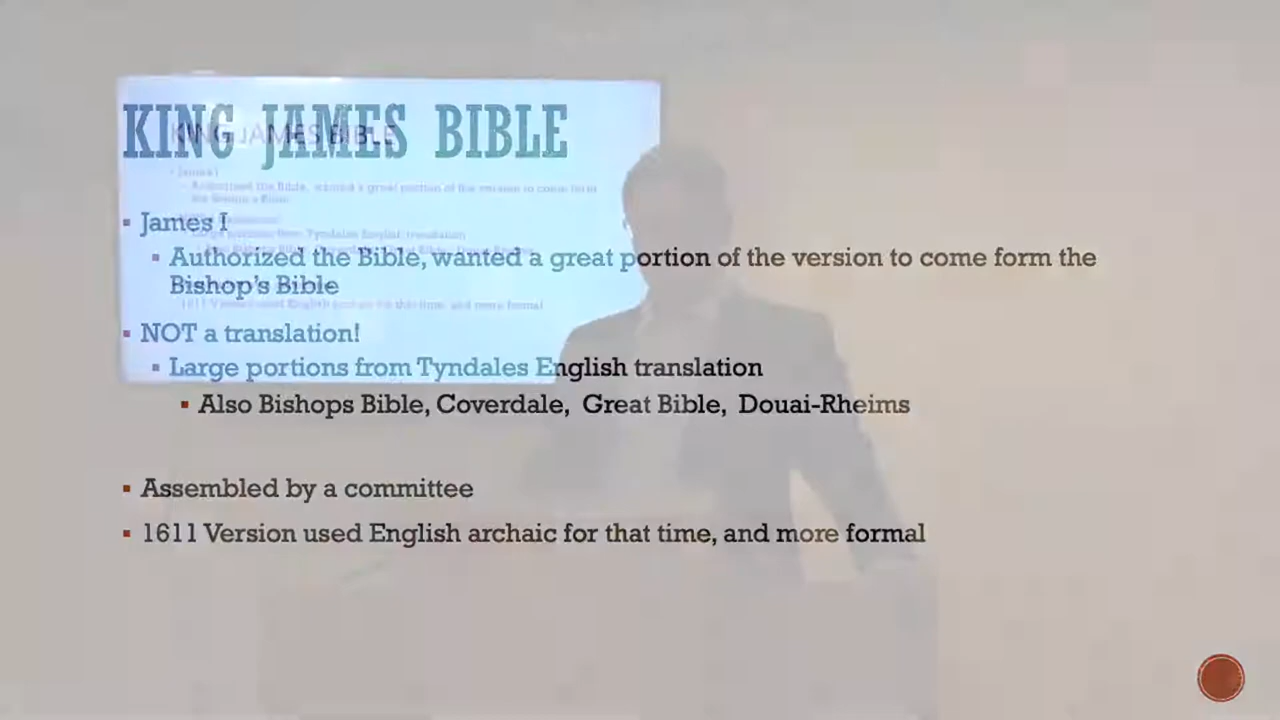 KING JAMES BIBLE
▪ James I
▪ Authorized the Bible, wanted a great portion of the version to come form the
Bishop's Bible
▪ NOT a translation!
▪ Large portions from Tyndales English translation
▪ Also Bishops Bible, Coverdale, Great Bible, Douai-Rheims
▪ Assembled by a committee
▪ 1611 Version used English archaic for that time, and more formal